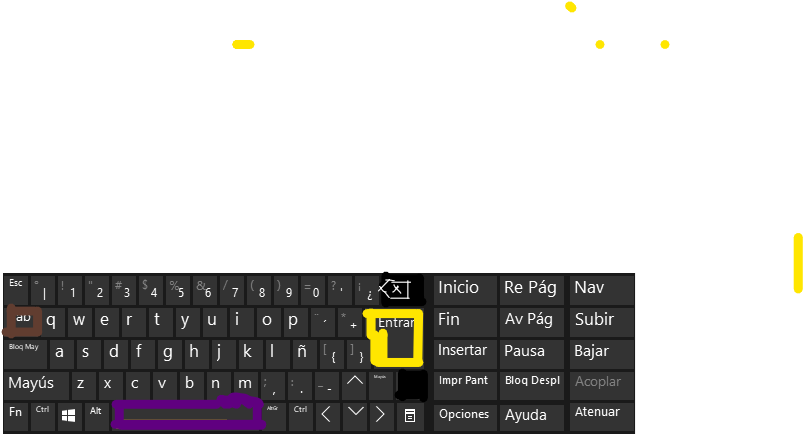 Esc ° | ! 1 " 2 # 3 $ 4 % 5 & 6 / 7 ( 8 ) 9 = 0 ? ' ¡ ¿ Inicio Re Pág Nav
ab q w e r t y u i o p ¨ ´ * + Entrar Fin Av Pág Subir
Bloq May a s d f g h j k l ñ [ { ] } Insertar Pausa Bajar
Mayús z x c v b n m ; , : . _ - Mayús Impr Pant Bloq Despl Acoplar
Fn Ctrl Alt AltGr Ctrl Opciones Ayuda Atenuar